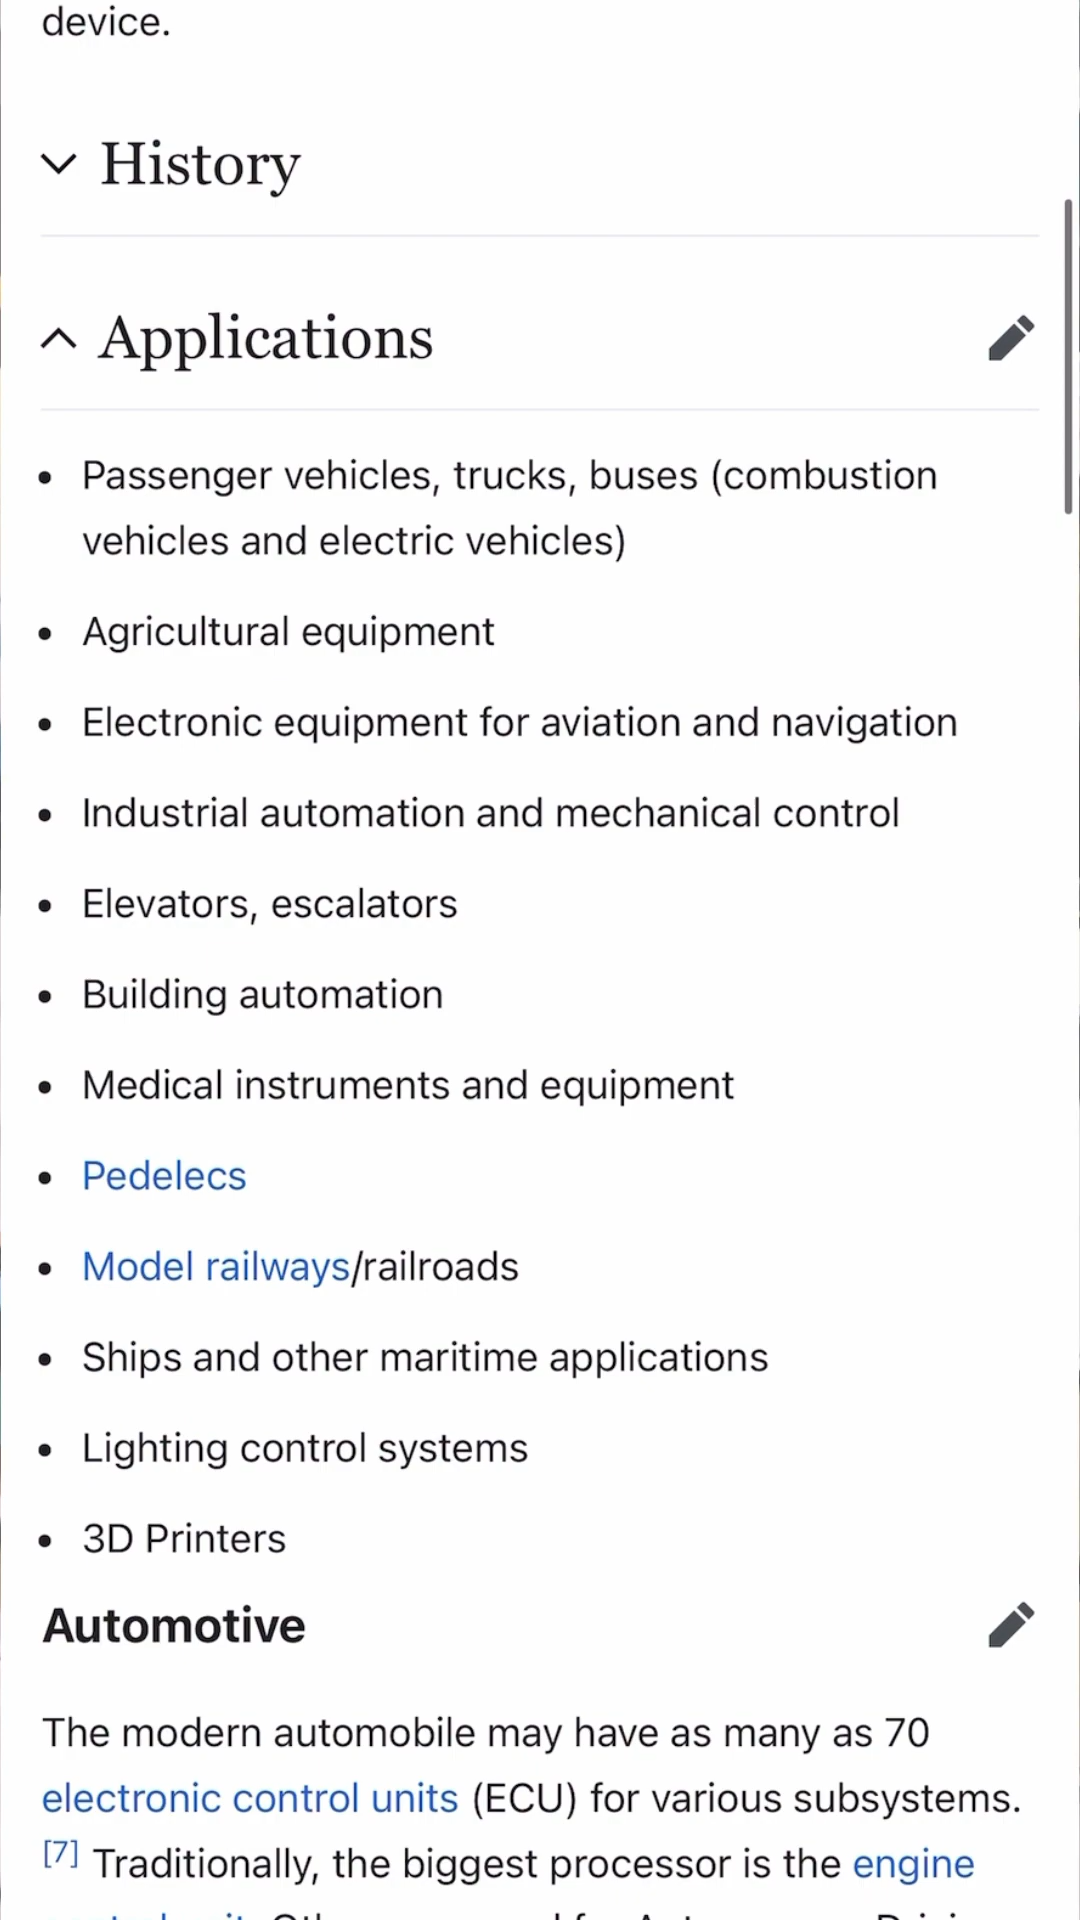 device.
History
Applications
Passenger vehicles, trucks, buses (combustion
vehicles and electric vehicles)
Agricultural equipment
Electronic equipment for aviation and navigation
Industrial automation and mechanical control
Elevators, escalators
Building automation
Medical instruments and equipment
Pedelecs
Model railways/railroads
Ships and other maritime applications
Lighting control systems
3D Printers
Automotive
The modern automobile may have as many as 70
electronic control units (ECU) for various subsystems.
[7] Traditionally, the biggest processor is the engine